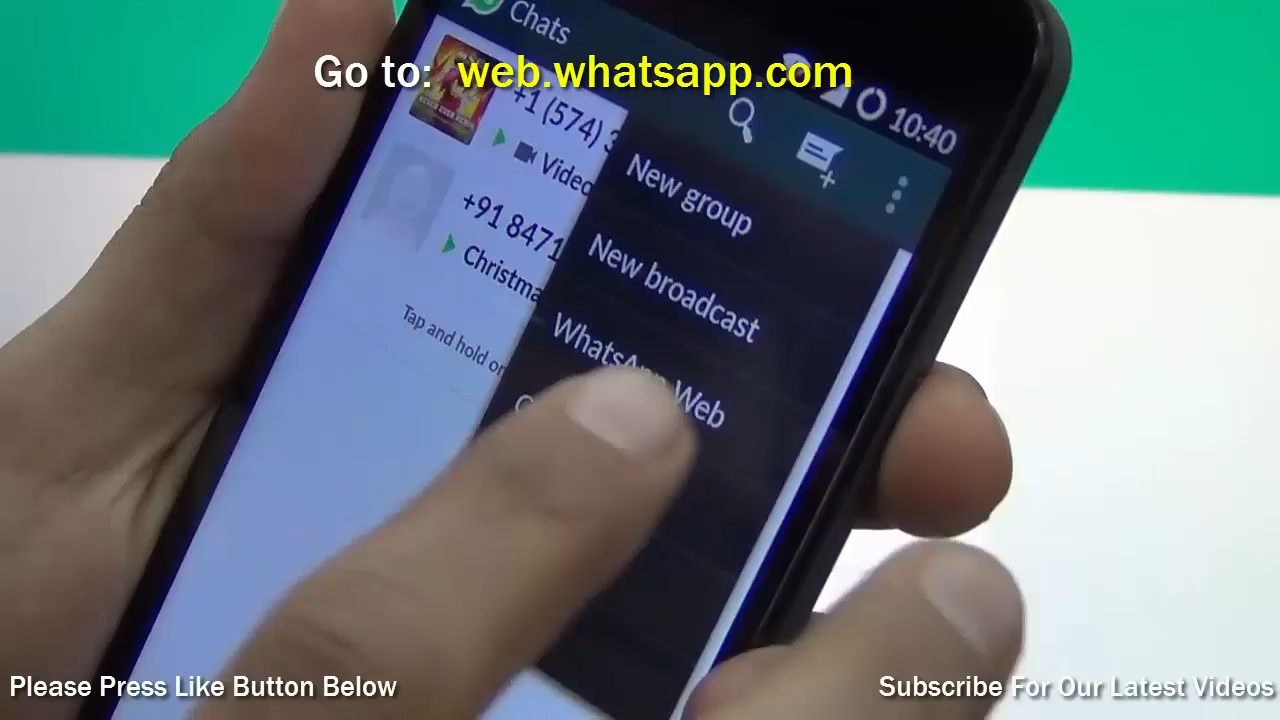 Chats
Go to: web.whatsapp.com
10:40
+1 (574) 3
Video
+91 8471
Christma
Tap and hold on
New group
New broadcast
WhatsApp Web
Please Press Like Button Below
Subscribe For Our Latest Videos